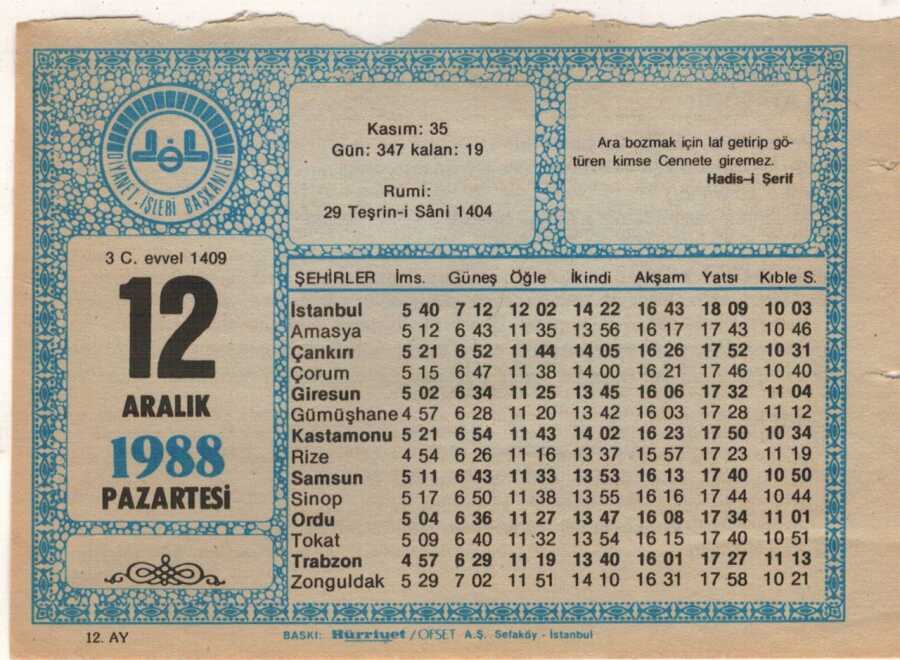 DİYANET İŞLERİ BAŞKANLIĞI
3 C. evvel 1409
12
ARALIK
1988
PAZARTESİ
Kasım: 35
Gün: 347 kalan: 19
Rumi:
29 Teşrin-i Sâni 1404
Ara bozmak için laf getirip gö-
türen kimse Cennete giremez.
Hadis-i Şerif
ŞEHİRLER İms. Güneş Öğle İkindi Akşam Yatsı Kıble S.
İstanbul 5 40 7 12 12 02 14 22 16 43 18 09 10 03
Amasya 5 12 6 43 11 35 13 56 16 17 17 43 10 46
Çankırı 5 21 6 52 11 44 14 05 16 26 17 52 10 31
Çorum 5 15 6 47 11 38 14 00 16 21 17 46 10 40
Giresun 5 02 6 34 11 25 13 45 16 06 17 32 11 04
Gümüşhane 4 57 6 28 11 20 13 42 16 03 17 28 11 12
Kastamonu 5 21 6 54 11 43 14 02 16 23 17 50 10 34
Rize 4 54 6 26 11 16 13 37 15 57 17 23 11 19
Samsun 5 11 6 43 11 33 13 53 16 13 17 40 10 50
Sinop 5 17 6 50 11 38 13 55 16 16 17 44 10 44
Ordu 5 04 6 36 11 27 13 47 16 08 17 34 11 01
Tokat 5 09 6 40 11 32 13 54 16 15 17 40 10 51
Trabzon 4 57 6 29 11 19 13 40 16 01 17 27 11 13
Zonguldak 5 29 7 02 11 51 14 10 16 31 17 58 10 21
12. AY
BASKI: Hürriyet / OFSET A.Ş. Sefaköy - İstanbul